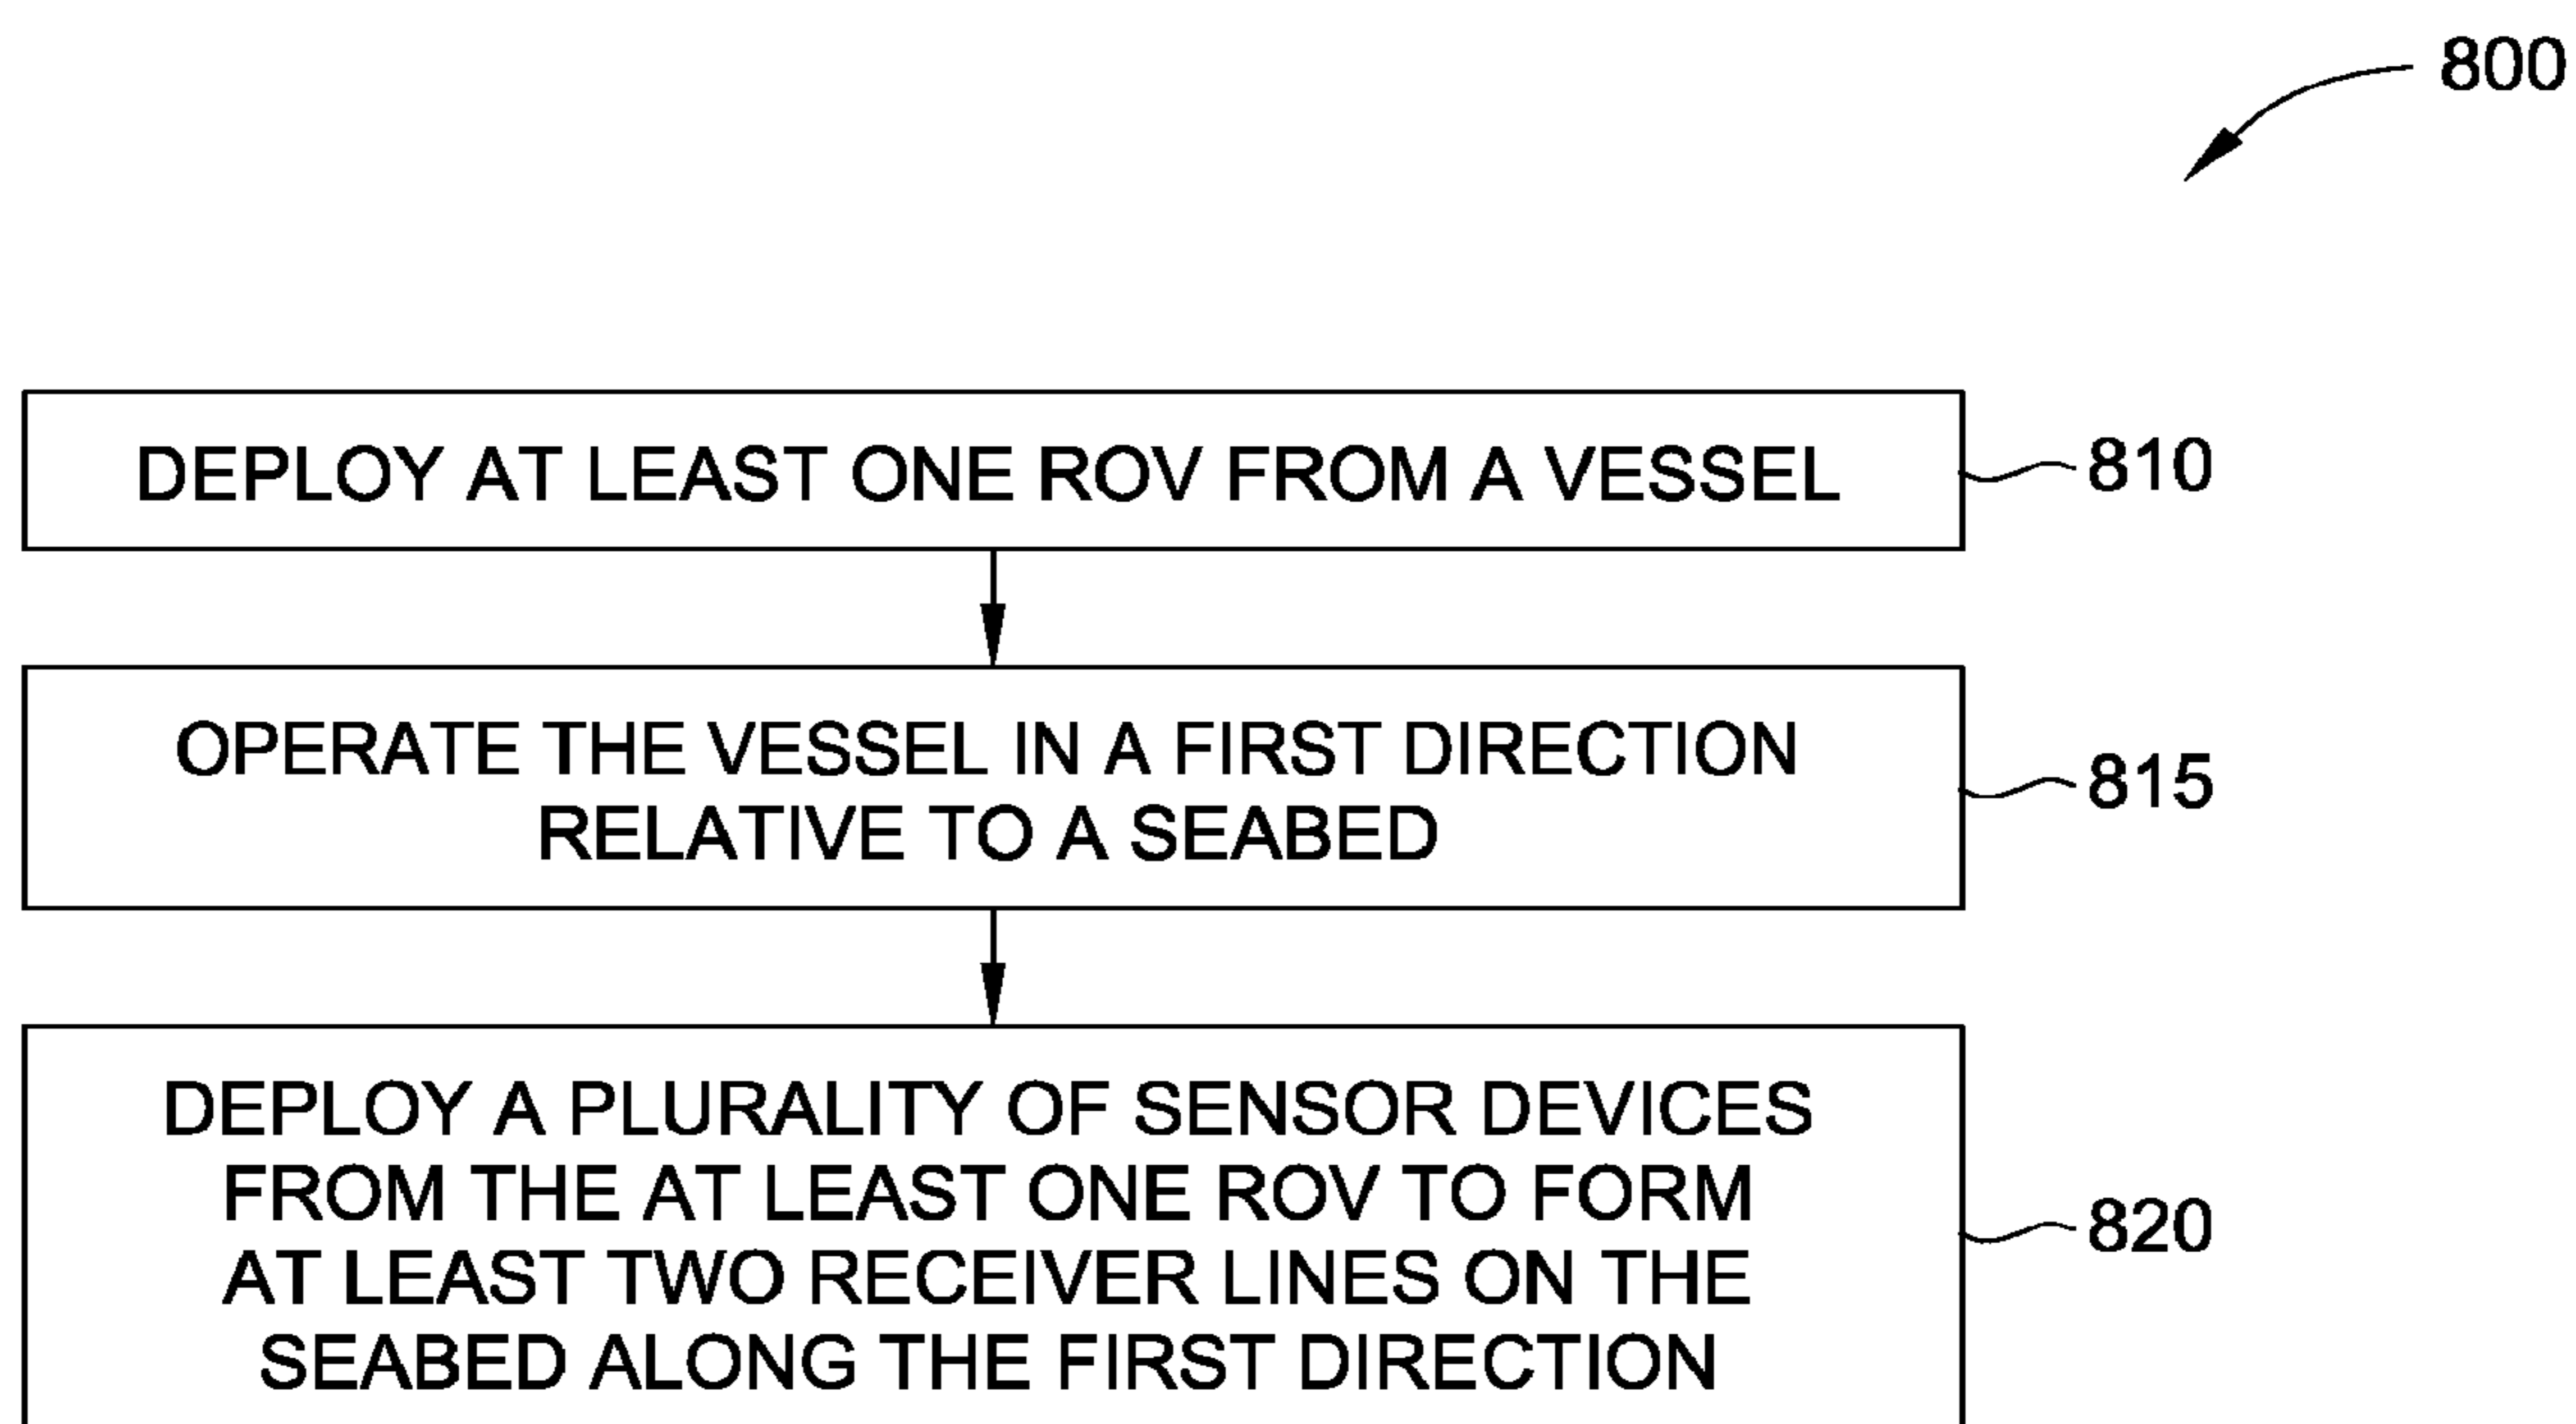 800
DEPLOY AT LEAST ONE ROV FROM A VESSEL
810
OPERATE THE VESSEL IN A FIRST DIRECTION
RELATIVE TO A SEABED
815
DEPLOY A PLURALITY OF SENSOR DEVICES
FROM THE AT LEAST ONE ROV TO FORM
AT LEAST TWO RECEIVER LINES ON THE
SEABED ALONG THE FIRST DIRECTION
820